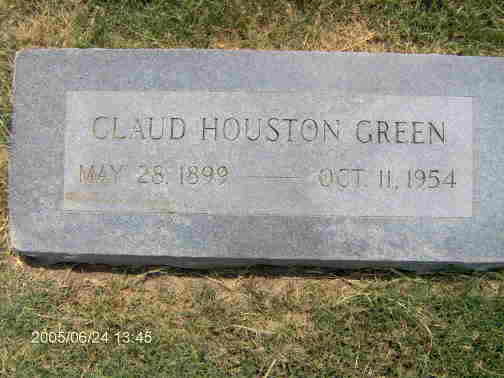 CLAUD HOUSTON GREEN
MAY 28, 1899 —— OCT. 11, 1954
2005/06/24 13:45